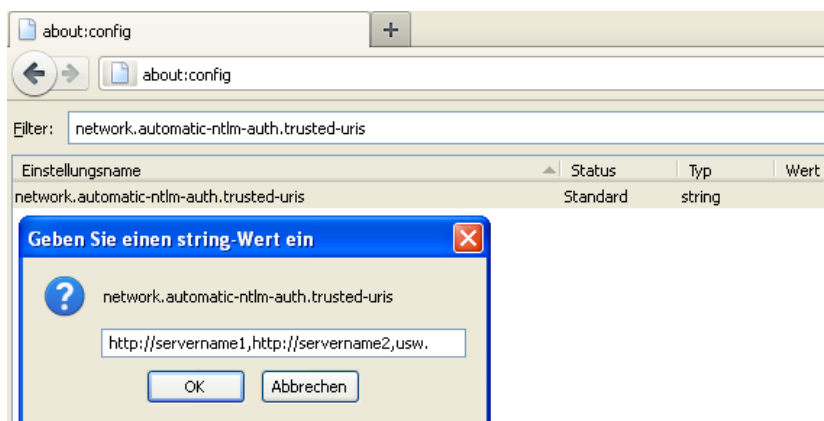 about:config
about:config
Filter: network.automatic-ntlm-auth.trusted-uris
Einstellungsname Status Typ Wert
network.automatic-ntlm-auth.trusted-uris Standard string
Geben Sie einen string-Wert ein
network.automatic-ntlm-auth.trusted-uris
http://servername1,http://servername2,usw.
OK Abbrechen